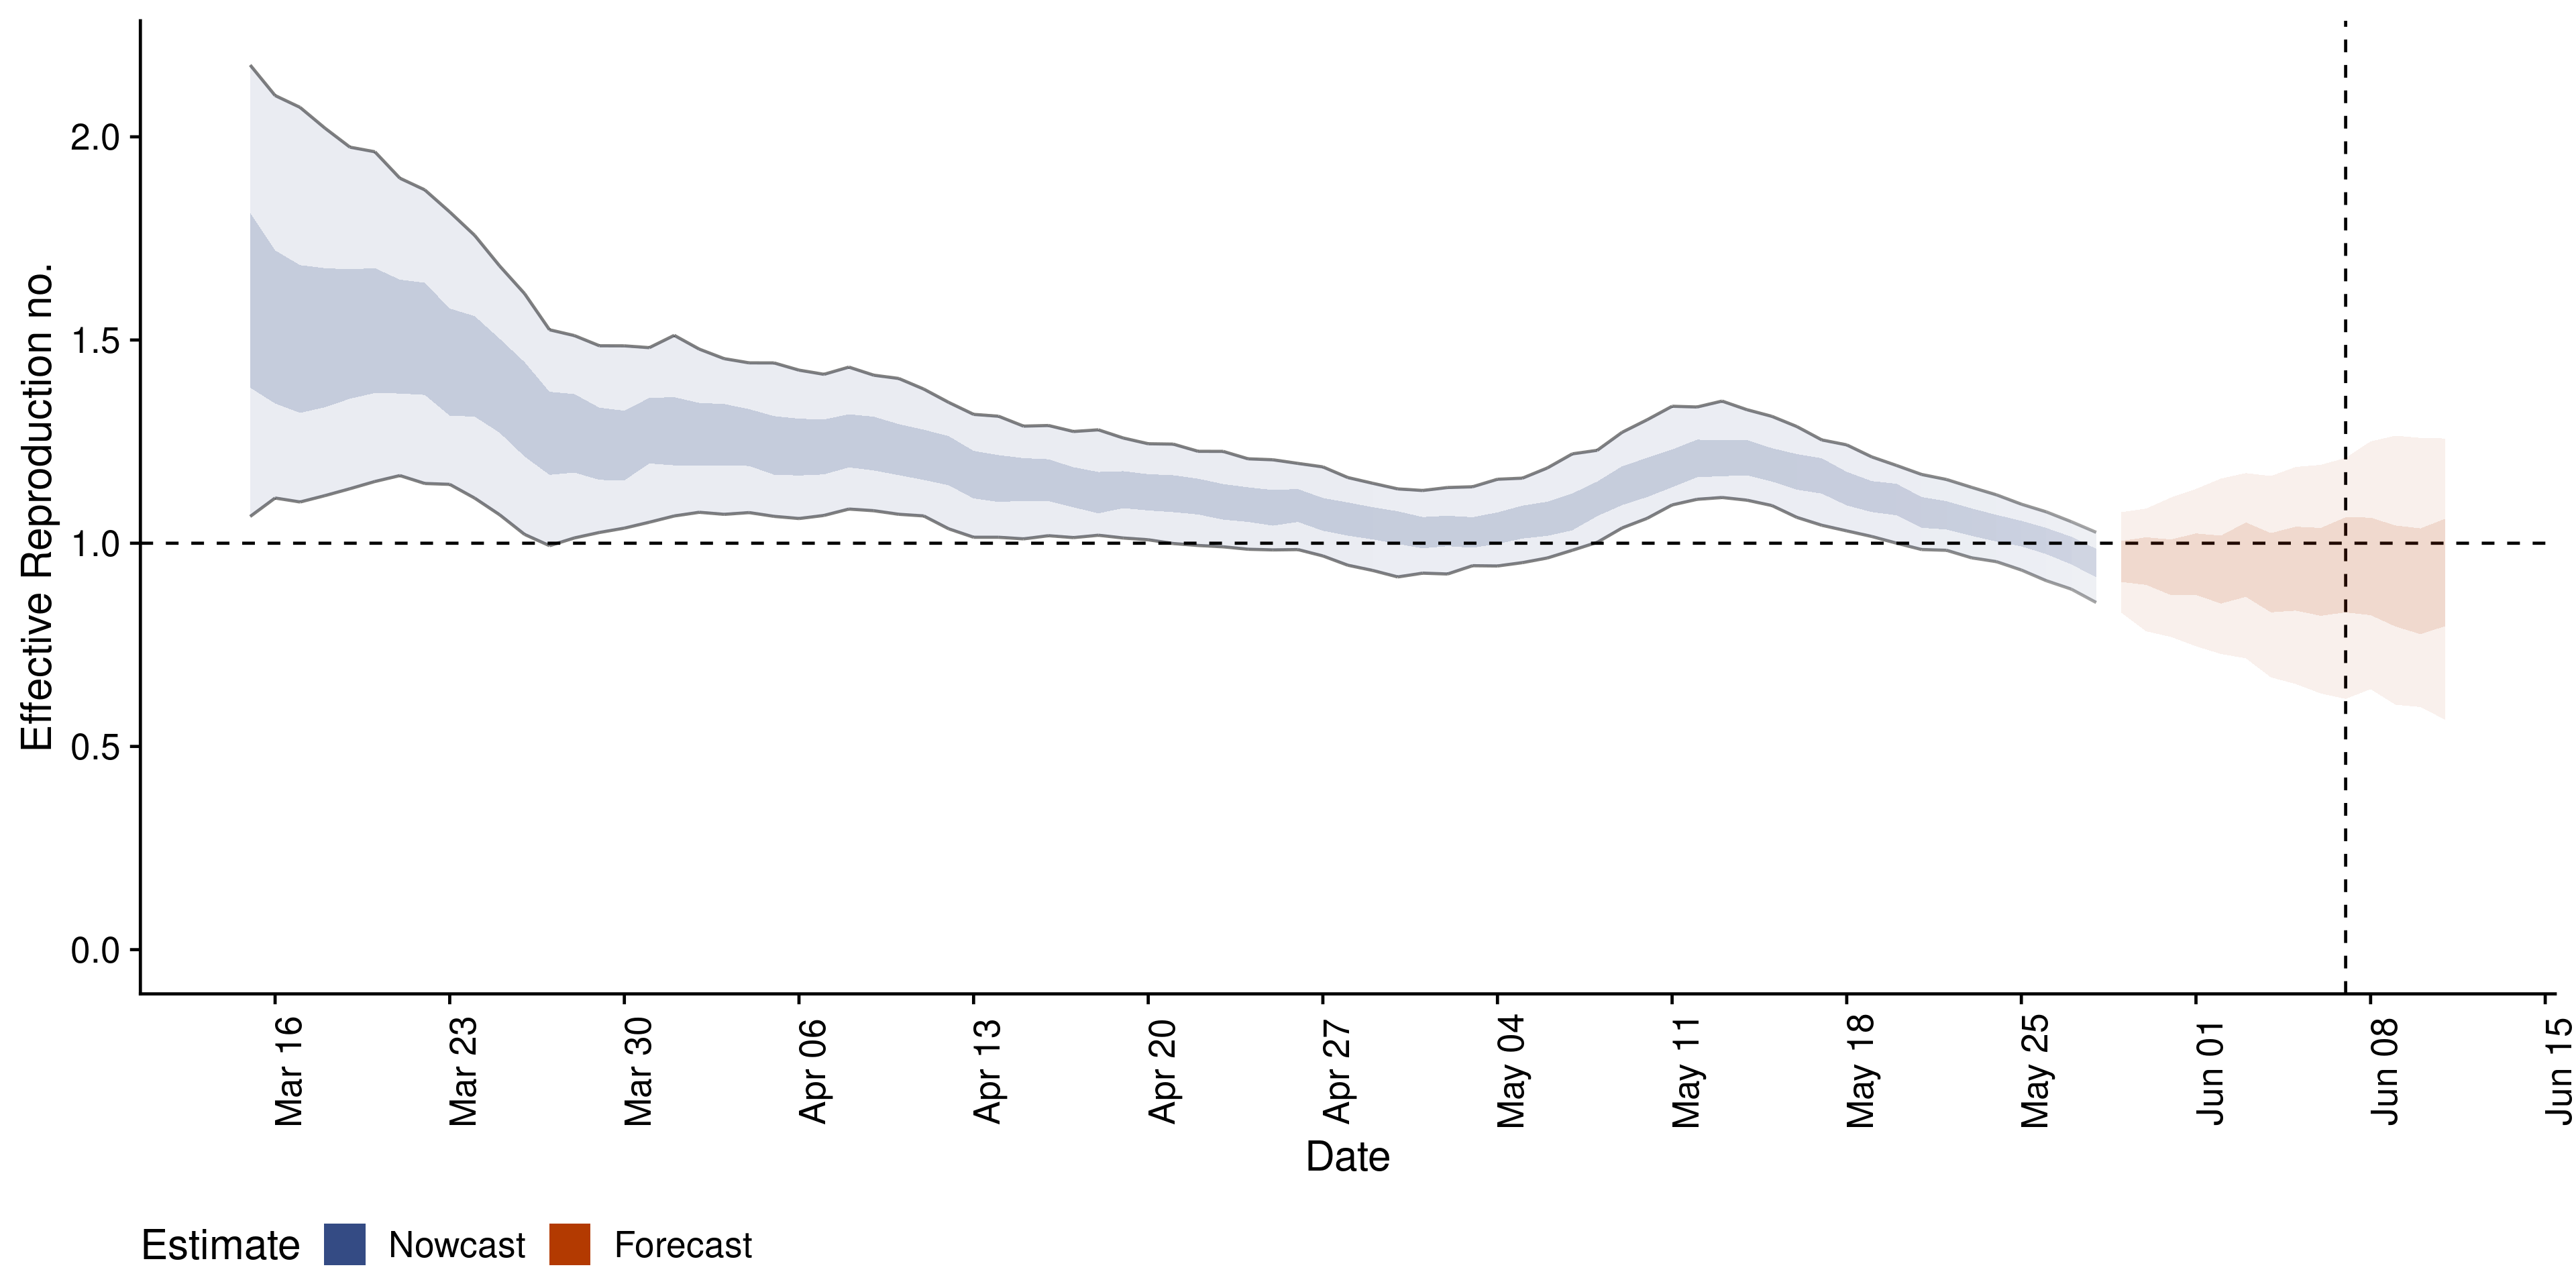 Effective Reproduction no.
2.0
1.5
1.0
0.5
0.0
Mar 16
Mar 23
Mar 30
Apr 06
Apr 13
Apr 20
Apr 27
May 04
May 11
May 18
May 25
Jun 01
Jun 08
Jun 15
Date
Estimate Nowcast Forecast